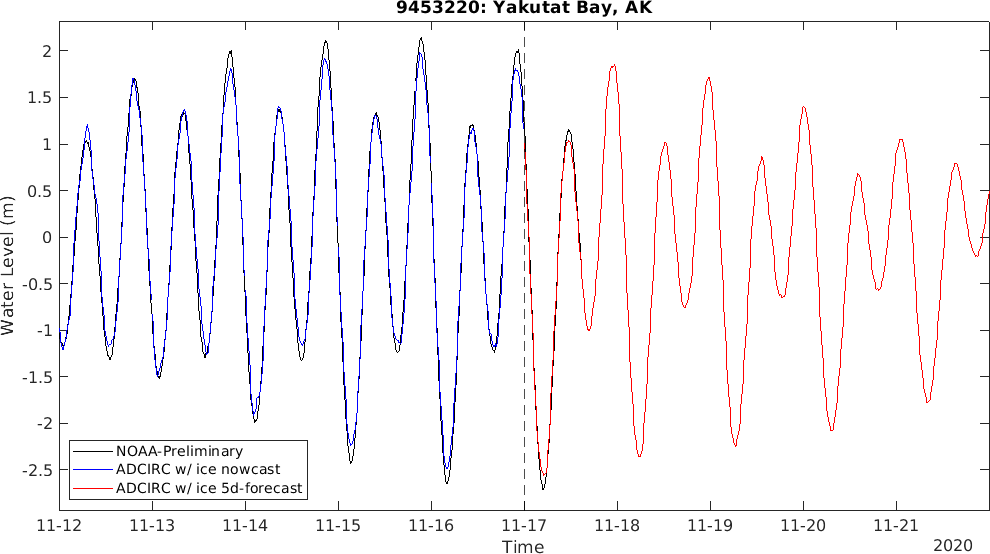 9453220: Yakutat Bay, AK
Water Level (m)
2
1.5
1
0.5
0
-0.5
-1
-1.5
-2
-2.5
NOAA-Preliminary
ADCIRC w/ ice nowcast
ADCIRC w/ ice 5d-forecast
11-12 11-13 11-14 11-15 11-16 11-17 11-18 11-19 11-20 11-21
Time
2020